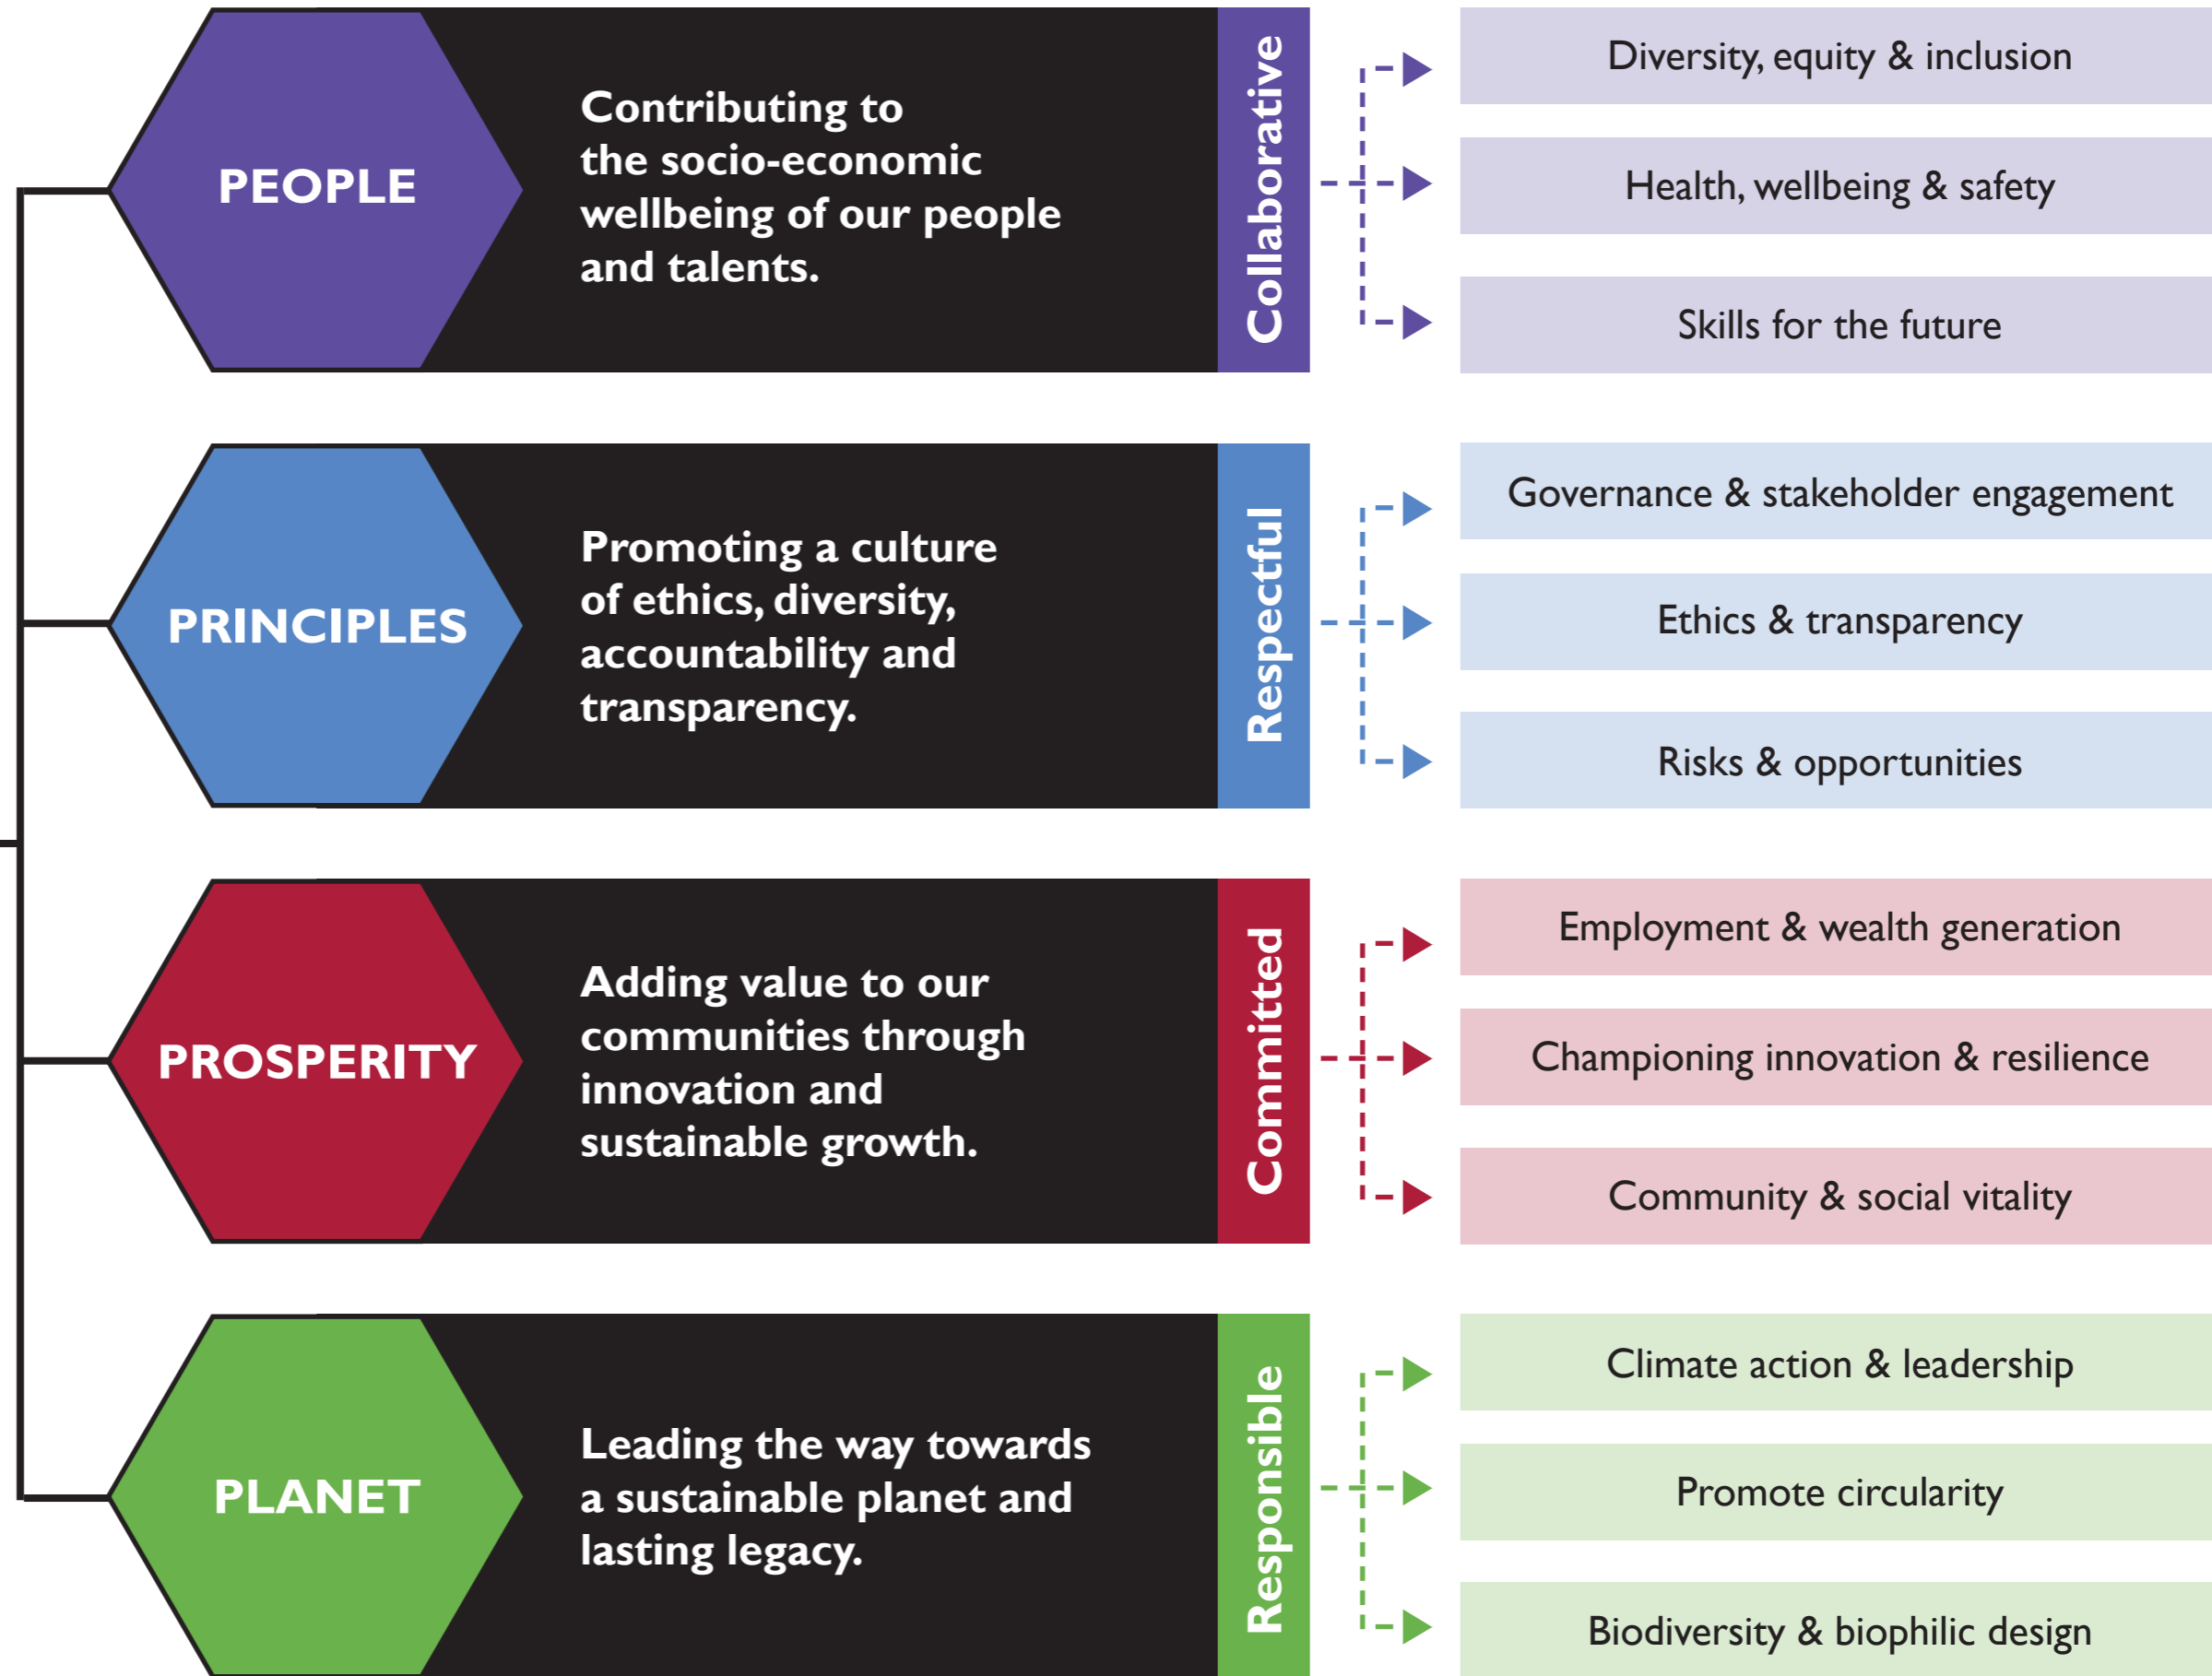 PEOPLE
Contributing to
the socio-economic
wellbeing of our people
and talents.
Collaborative
Diversity, equity & inclusion
Health, wellbeing & safety
Skills for the future
PRINCIPLES
Promoting a culture
of ethics, diversity,
accountability and
transparency.
Respectful
Governance & stakeholder engagement
Ethics & transparency
Risks & opportunities
PROSPERITY
Adding value to our
communities through
innovation and
sustainable growth.
Committed
Employment & wealth generation
Championing innovation & resilience
Community & social vitality
PLANET
Leading the way towards
a sustainable planet and
lasting legacy.
Responsible
Climate action & leadership
Promote circularity
Biodiversity & biophilic design